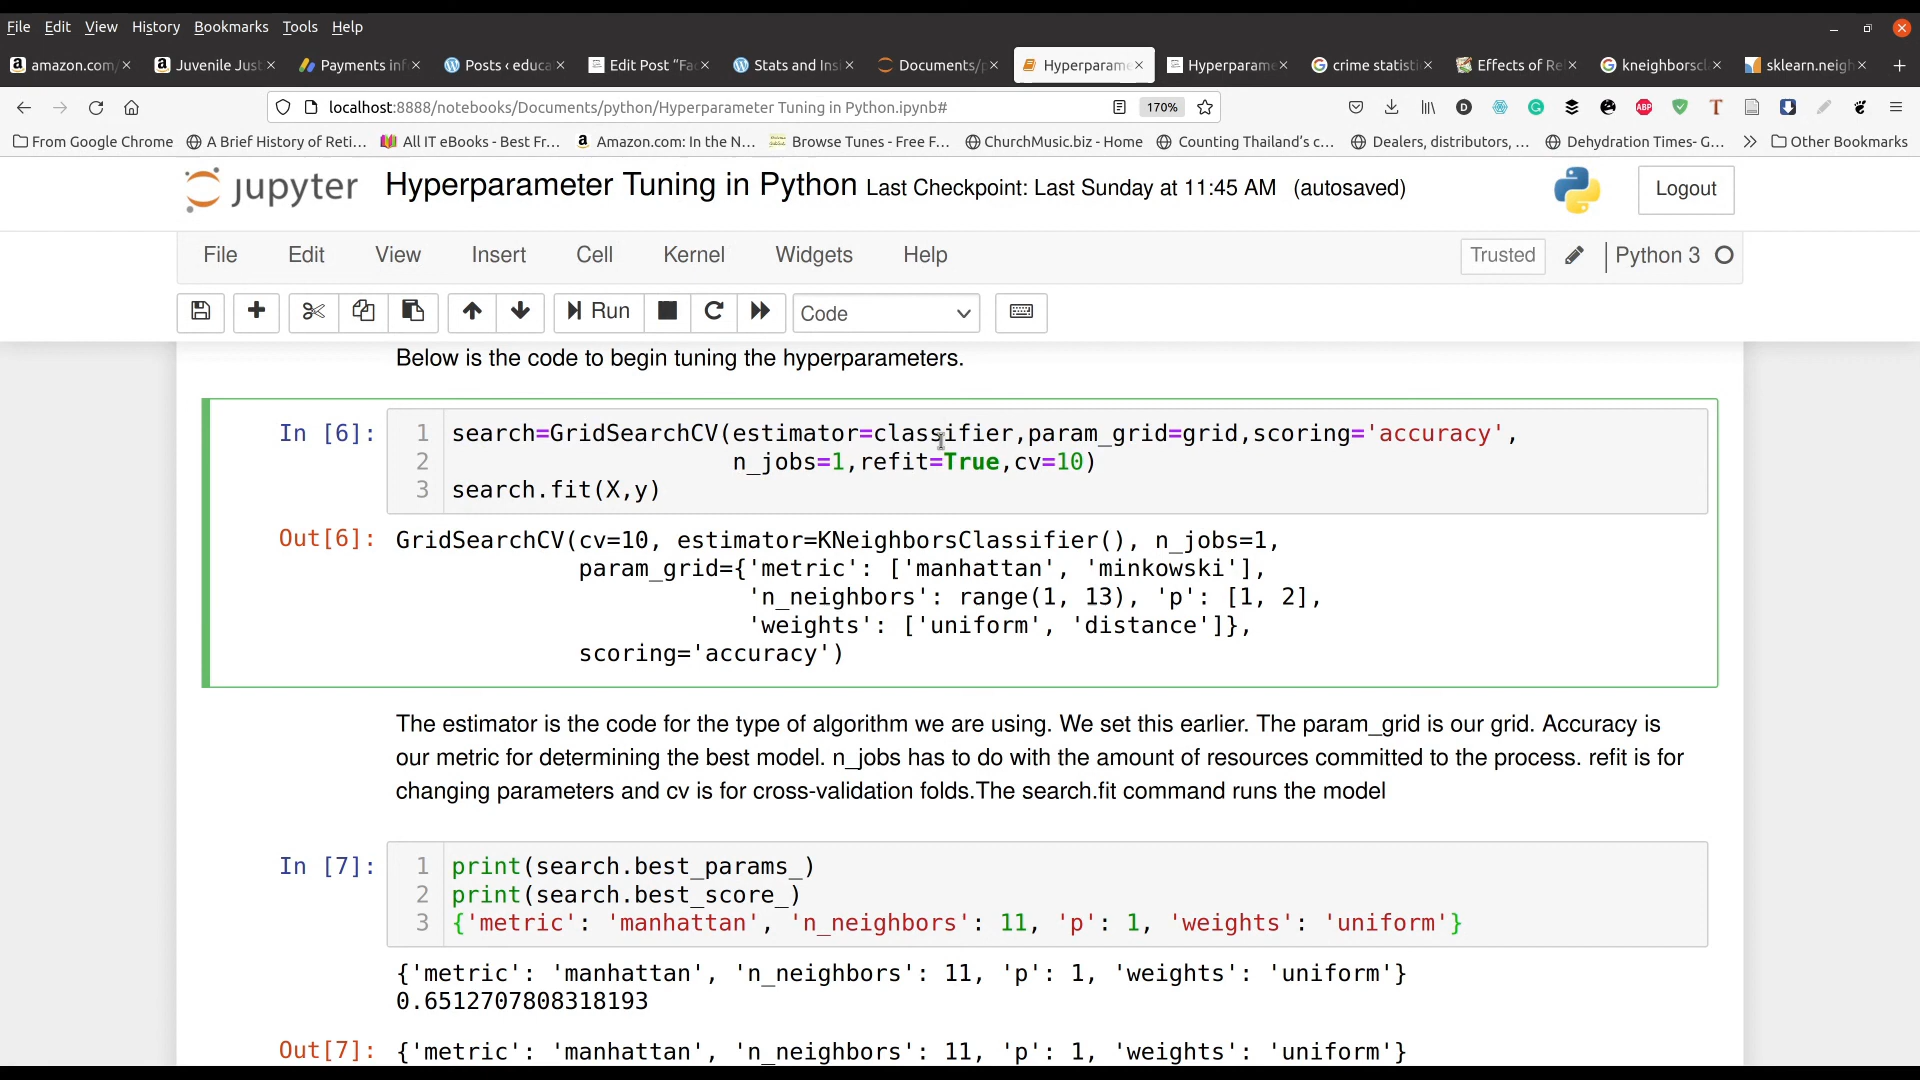 File Edit View History Bookmarks Tools Help
amazon.com/ Juvenile Just Payments inf Posts ‹ educa Edit Post “Fac Stats and Insi Documents/p Hyperparame Hyperparame crime statisti Effects of Rel kneighborscl sklearn.neigh
localhost:8888/notebooks/Documents/python/Hyperparameter Tuning in Python.ipynb# 170%
From Google Chrome A Brief History of Reti... All IT eBooks - Best Fr... Amazon.com: In the N... Browse Tunes - Free F... ChurchMusic.biz - Home Counting Thailand’s c... Dealers, distributors, ... Dehydration Times- G... Other Bookmarks
jupyter Hyperparameter Tuning in Python Last Checkpoint: Last Sunday at 11:45 AM (autosaved) Logout
File Edit View Insert Cell Kernel Widgets Help Trusted Python 3
Run Code
Below is the code to begin tuning the hyperparameters.
In [6]: 1 search=GridSearchCV(estimator=classifier,param_grid=grid,scoring='accuracy',
2 n_jobs=1,refit=True,cv=10)
3 search.fit(X,y)
Out[6]: GridSearchCV(cv=10, estimator=KNeighborsClassifier(), n_jobs=1,
param_grid={'metric': ['manhattan', 'minkowski'],
'n_neighbors': range(1, 13), 'p': [1, 2],
'weights': ['uniform', 'distance']},
scoring='accuracy')
The estimator is the code for the type of algorithm we are using. We set this earlier. The param_grid is our grid. Accuracy is
our metric for determining the best model. n_jobs has to do with the amount of resources committed to the process. refit is for
changing parameters and cv is for cross-validation folds.The search.fit command runs the model
In [7]: 1 print(search.best_params_)
2 print(search.best_score_)
3 {'metric': 'manhattan', 'n_neighbors': 11, 'p': 1, 'weights': 'uniform'}
{'metric': 'manhattan', 'n_neighbors': 11, 'p': 1, 'weights': 'uniform'}
0.6512707808318193
Out[7]: {'metric': 'manhattan', 'n_neighbors': 11, 'p': 1, 'weights': 'uniform'}